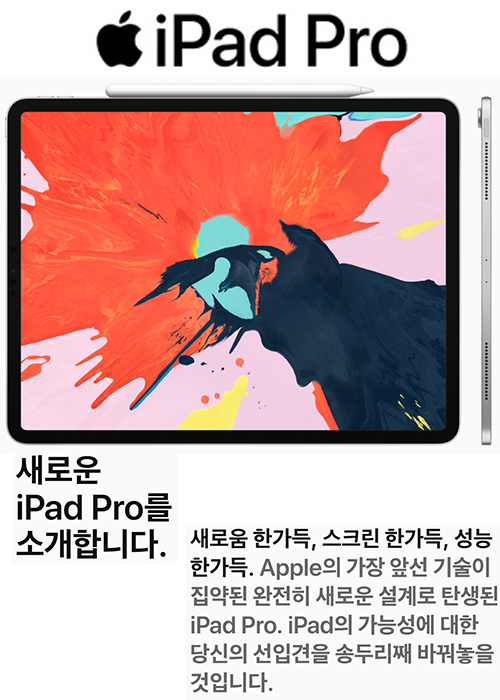 iPad Pro
새로운
iPad Pro를
소개합니다.
새로움 한가득, 스크린 한가득, 성능
한가득. Apple의 가장 앞선 기술이
집약된 완전히 새로운 설계로 탄생된
iPad Pro. iPad의 가능성에 대한
당신의 선입견을 송두리째 바꿔놓을
것입니다.